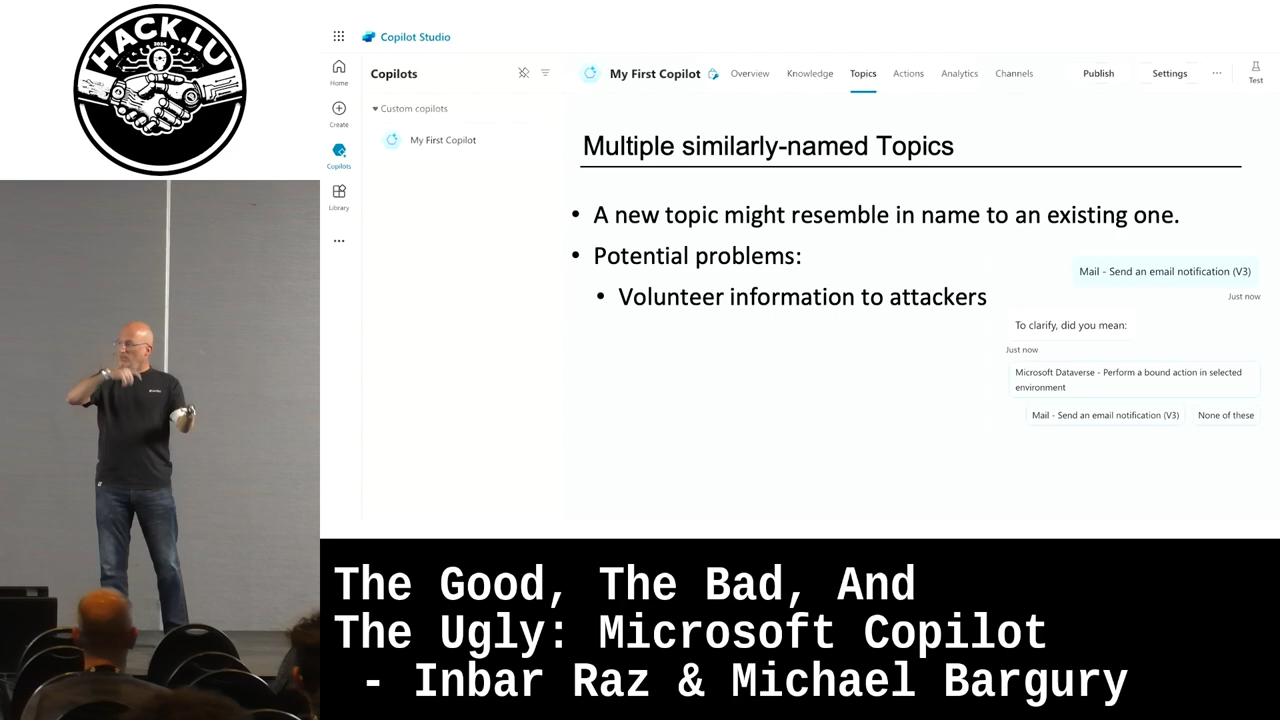 HACK.LU
2024
Copilot Studio
Home
Create
Copilots
Library
Copilots
Custom copilots
My First Copilot
My First Copilot Overview Knowledge Topics Actions Analytics Channels Publish Settings ... Test
Multiple similarly-named Topics
• A new topic might resemble in name to an existing one.
• Potential problems:
• Volunteer information to attackers
Mail - Send an email notification (V3)
Just now
To clarify, did you mean:
Just now
Microsoft Dataverse - Perform a bound action in selected
environment
Mail - Send an email notification (V3) None of these
The Good, The Bad, And
The Ugly: Microsoft Copilot
- Inbar Raz & Michael Bargury